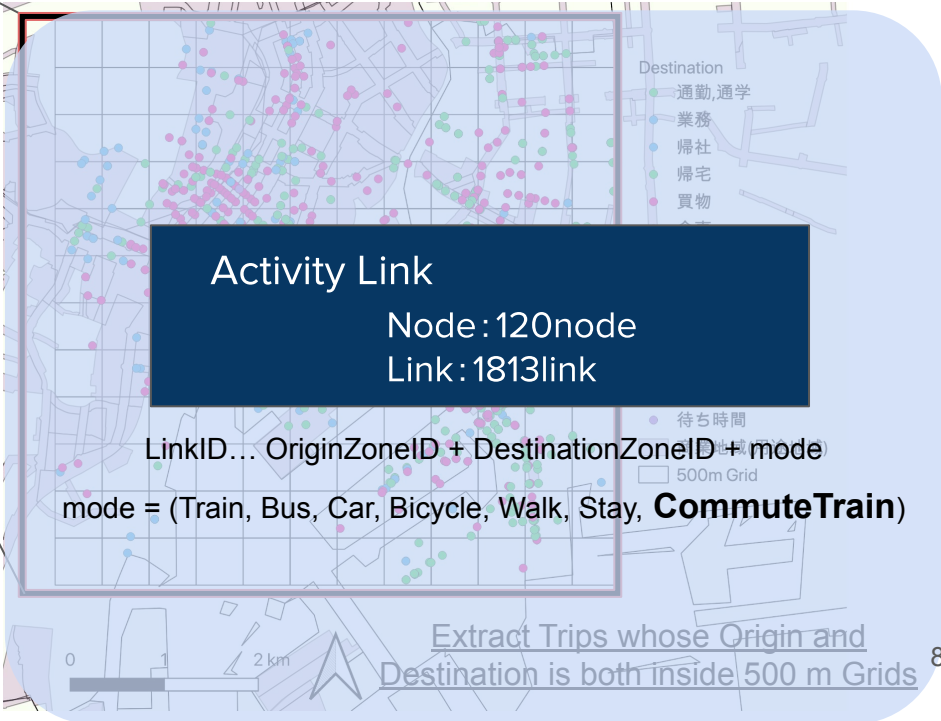 Destination
通勤,通学
業務
帰社
帰宅
買物
Activity Link
Node:120node
Link:1813link
待ち時間
LinkID… OriginZoneID + DestinationZoneID + mode
500m Grid
mode = (Train, Bus, Car, Bicycle, Walk, Stay, CommuteTrain)
Extract Trips whose Origin and
Destination is both inside 500 m Grids
8
0 1 2 km